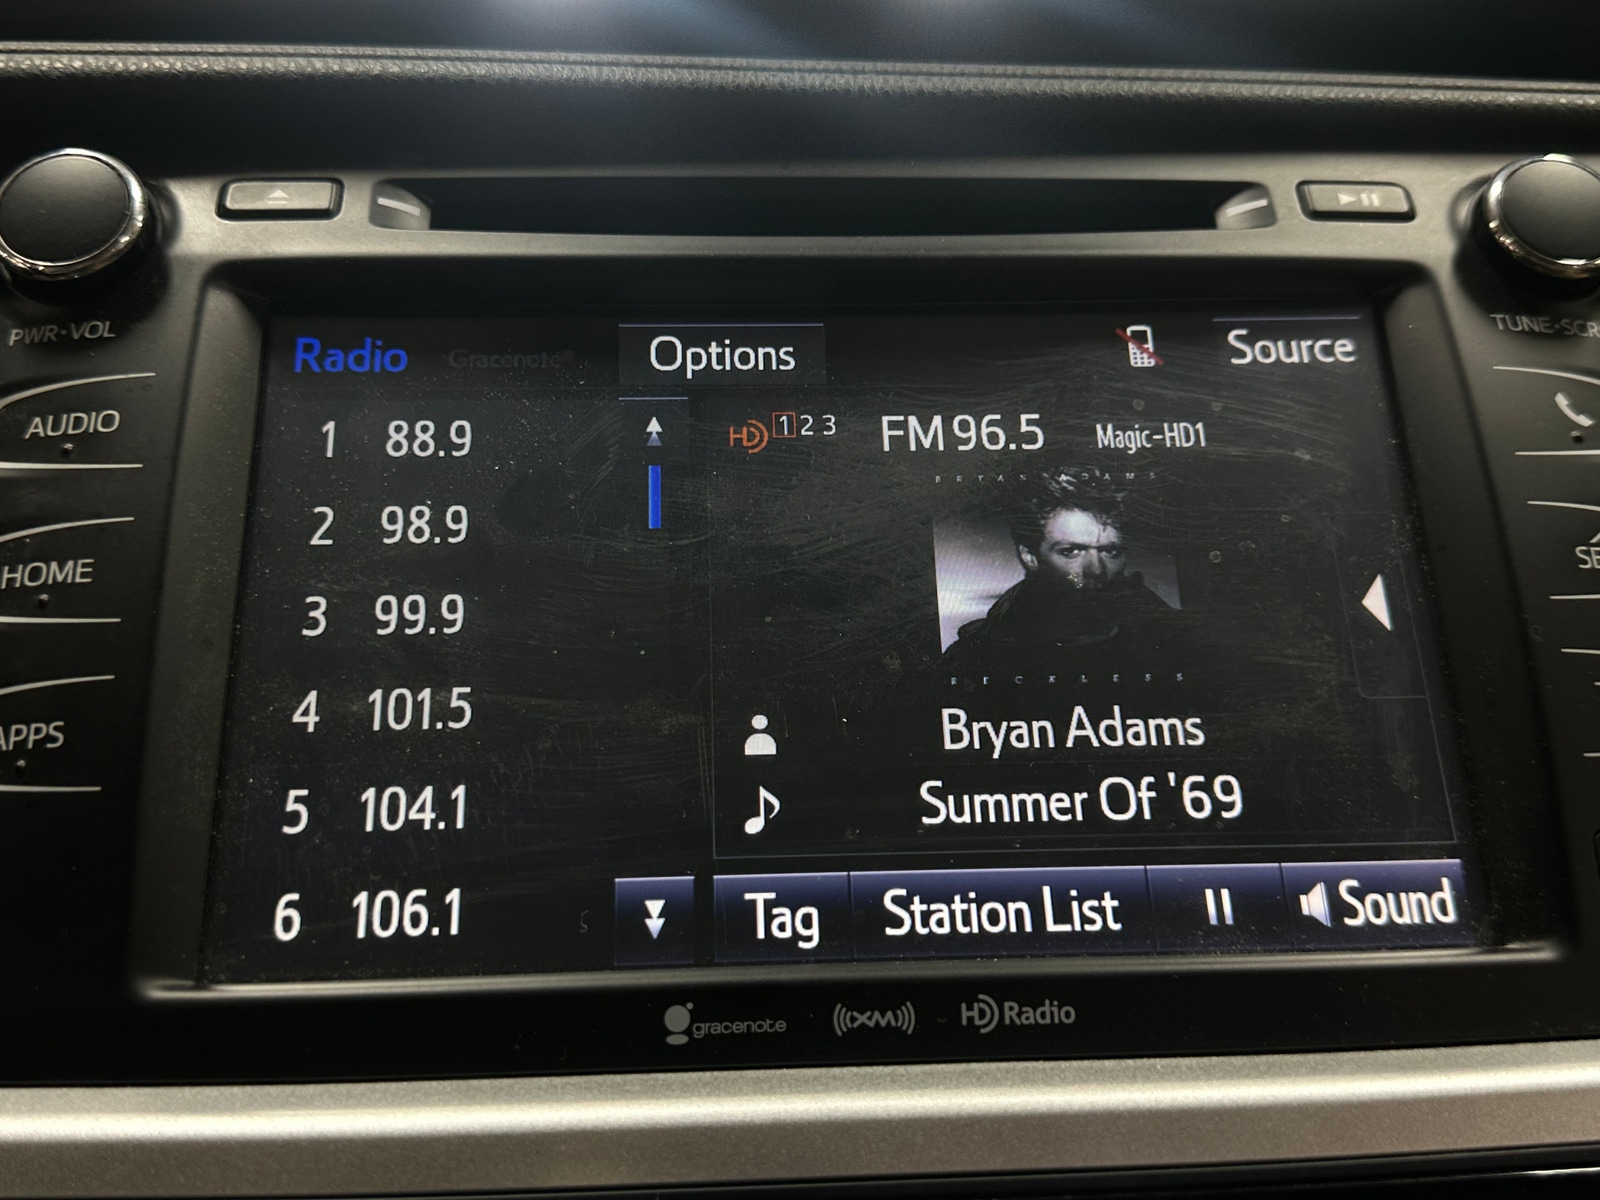 PWR·VOL
TUNE·SCR
AUDIO
HOME
APPS
SE
Radio Gracenote® Options Source
1 88.9
2 98.9
3 99.9
4 101.5
5 104.1
6 106.1
HD 1 2 3 FM 96.5 Magic-HD1
BRYAN ADAMS
RECKLESS
Bryan Adams
Summer Of '69
Tag Station List Sound
gracenote ((XM)) HD Radio